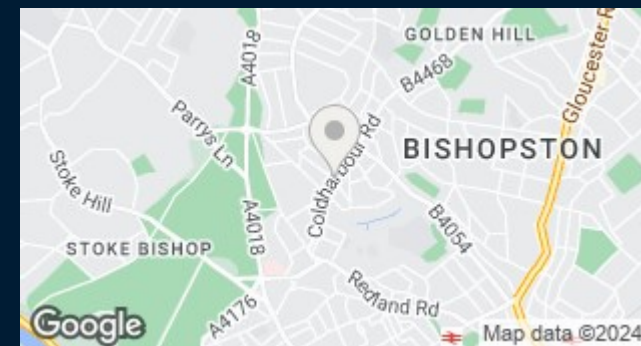 GOLDEN HILL
A4018
B4468
Gloucester R
Parrys Ln
Coldharbour Rd
BISHOPSTON
Stoke Hill
A4018
B4054
STOKE BISHOP
A4176
Redland Rd
Google
Map data ©2024